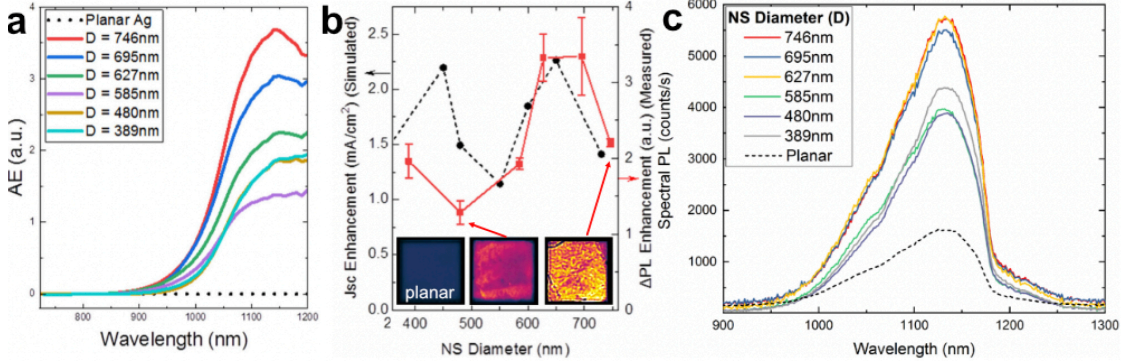 a
AE (a.u.)
4
3
2
1
0
Planar Ag
D = 746nm
D = 695nm
D = 627nm
D = 585nm
D = 480nm
D = 389nm
800 900 1000 1100 1200
Wavelength (nm)
b
Jsc Enhancement (mA/cm²) (Simulated)
2.5
2.0
1.5
1.0
0.5
0.0
planar
2 400 500 600 700
NS Diameter (nm)
4
3
2
1
0
ΔPL Enhancement (a.u.) (Measured)
c
Spectral PL (counts/s)
6000
5000
4000
3000
2000
1000
NS Diameter (D)
746nm
695nm
627nm
585nm
480nm
389nm
Planar
900 1000 1100 1200 1300
Wavelength (nm)